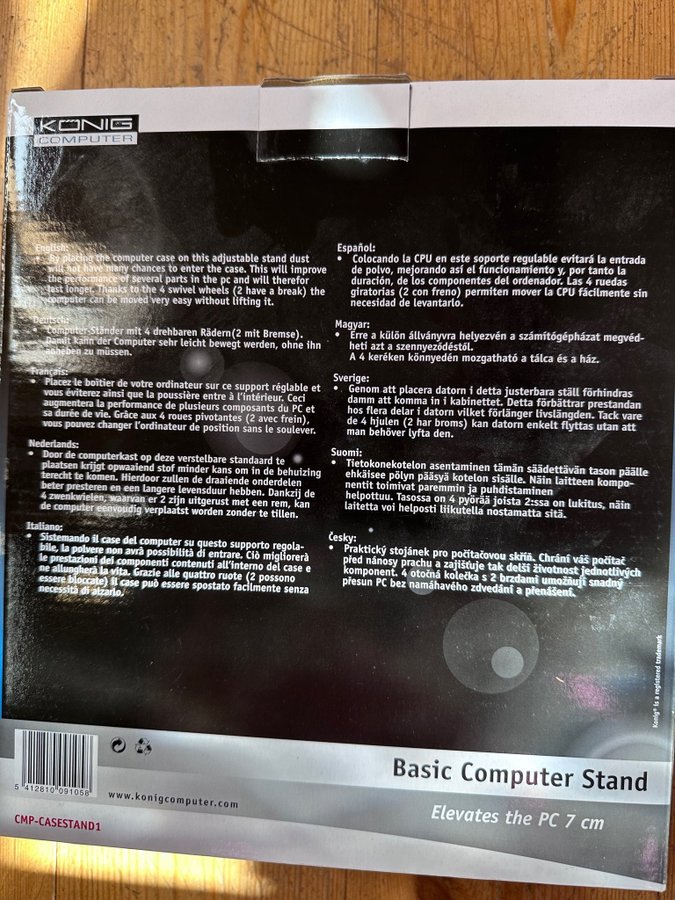 KÖNIG
COMPUTER
English:
• By placing the computer case on this adjustable stand dust
will not have many chances to enter the case. This will improve
the performance of several parts in the pc and will therefor
last longer. Thanks to the 4 swivel wheels (2 have a break) the
computer can be moved very easy without lifting it.
Deutsch:
• Computer-Ständer mit 4 drehbaren Rädern(2 mit Bremse).
Damit kann der Computer sehr leicht bewegt werden, ohne ihn
anheben zu müssen.
Français:
• Placez le boîtier de votre ordinateur sur ce support réglable et
vous éviterez ainsi que la poussière entre à l'intérieur. Ceci
augmentera la performance de plusieurs composants du PC et
sa durée de vie. Grâce aux 4 roues pivotantes (2 avec frein),
vous pouvez changer l'ordinateur de position sans le soulever.
Nederlands:
• Door de computerkast op deze verstelbare standaard te
plaatsen krijgt opwaaiend stof minder kans om in de behuizing
terecht te komen. Hierdoor zullen de draaiende onderdelen
beter presteren en een langere levensduur hebben. Dankzij de
4 zwenkwielen, waarvan er 2 zijn uitgerust met een rem, kan
de computer eenvoudig verplaatst worden zonder te tillen.
Italiano:
• Sistemando il case del computer su questo supporto regola-
bile, la polvere non avrà possibilità di entrare. Ciò migliorerà
le prestazioni dei componenti contenuti all'interno del case e
ne allungherà la vita. Grazie alle quattro ruote (2 possono
essere bloccate) il case può essere spostato facilmente senza
necessità di alzarlo.
Español:
• Colocando la CPU en este soporte regulable evitará la entrada
de polvo, mejorando así el funcionamiento y, por tanto la
duración, de los componentes del ordenador. Las 4 ruedas
giratorias (2 con freno) permiten mover la CPU fácilmente sin
necesidad de levantarlo.
Magyar:
• Erre a külön állványvra helyezvén a számítógépházat megvéd-
heti azt a szennyeződéstől.
A 4 keréken könnyedén mozgatható a tálca és a ház.
Sverige:
• Genom att placera datorn i detta justerbara ställ förhindras
damm att komma in i kabinettet. Detta förbättrar prestandan
hos flera delar i datorn vilket förlänger livslängden. Tack vare
de 4 hjulen (2 har broms) kan datorn enkelt flyttas utan att
man behöver lyfta den.
Suomi:
• Tietokonekotelon asentaminen tämän säädettävän tason päälle
ehkäisee pölyn pääsyä kotelon sisälle. Näin laitteen kompo-
nentit toimivat paremmin ja puhdistaminen
helpottuu. Tasossa on 4 pyörää joista 2:ssa on lukitus, näin
laitetta voi helposti liikutella nostamatta sitä.
Česky:
• Praktický stojánek pro počítačovou skříň. Chrání váš počítač
před nánosy prachu a zajišťuje tak delší životnost jednotlivých
komponent. 4 otočná kolečka s 2 brzdami umožňují snadný
přesun PC bez namáhavého zdvedání a přenášení.
König® is a registered trademark
5 412810 091058
www.konigcomputer.com
CMP-CASESTAND1
Basic Computer Stand
Elevates the PC 7 cm